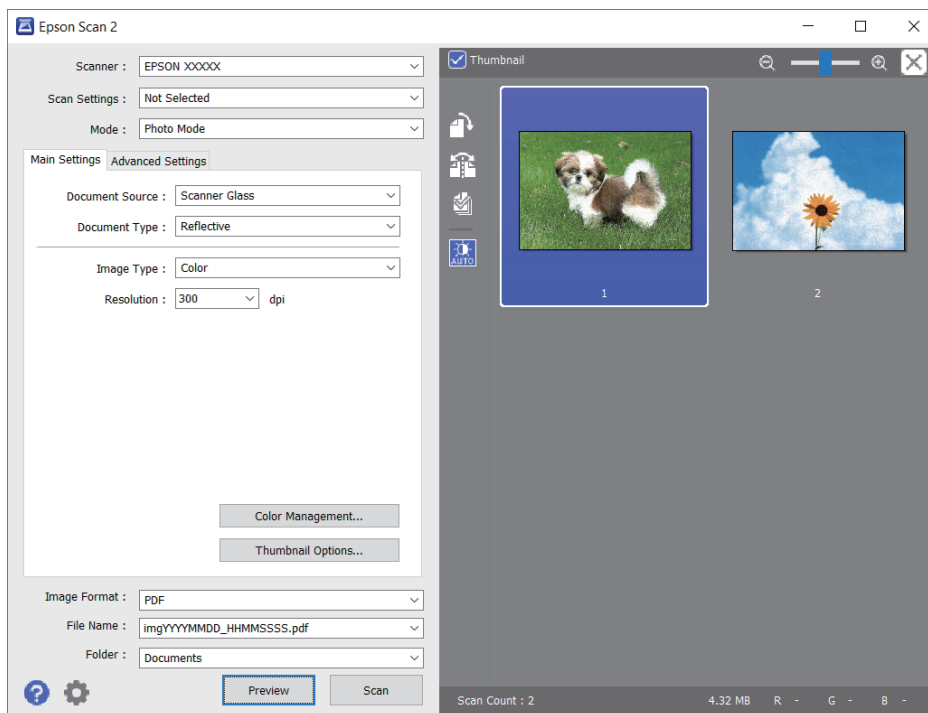 Epson Scan 2
Scanner : EPSON XXXXX
Scan Settings : Not Selected
Mode : Photo Mode
Main Settings Advanced Settings
Document Source : Scanner Glass
Document Type : Reflective
Image Type : Color
Resolution : 300 dpi
Color Management...
Thumbnail Options...
Image Format : PDF
File Name : imgYYYYMMDD_HHMMSSSS.pdf
Folder : Documents
Preview Scan
Thumbnail
AUTO
1 2
Scan Count : 2 4.32 MB R - G - B -